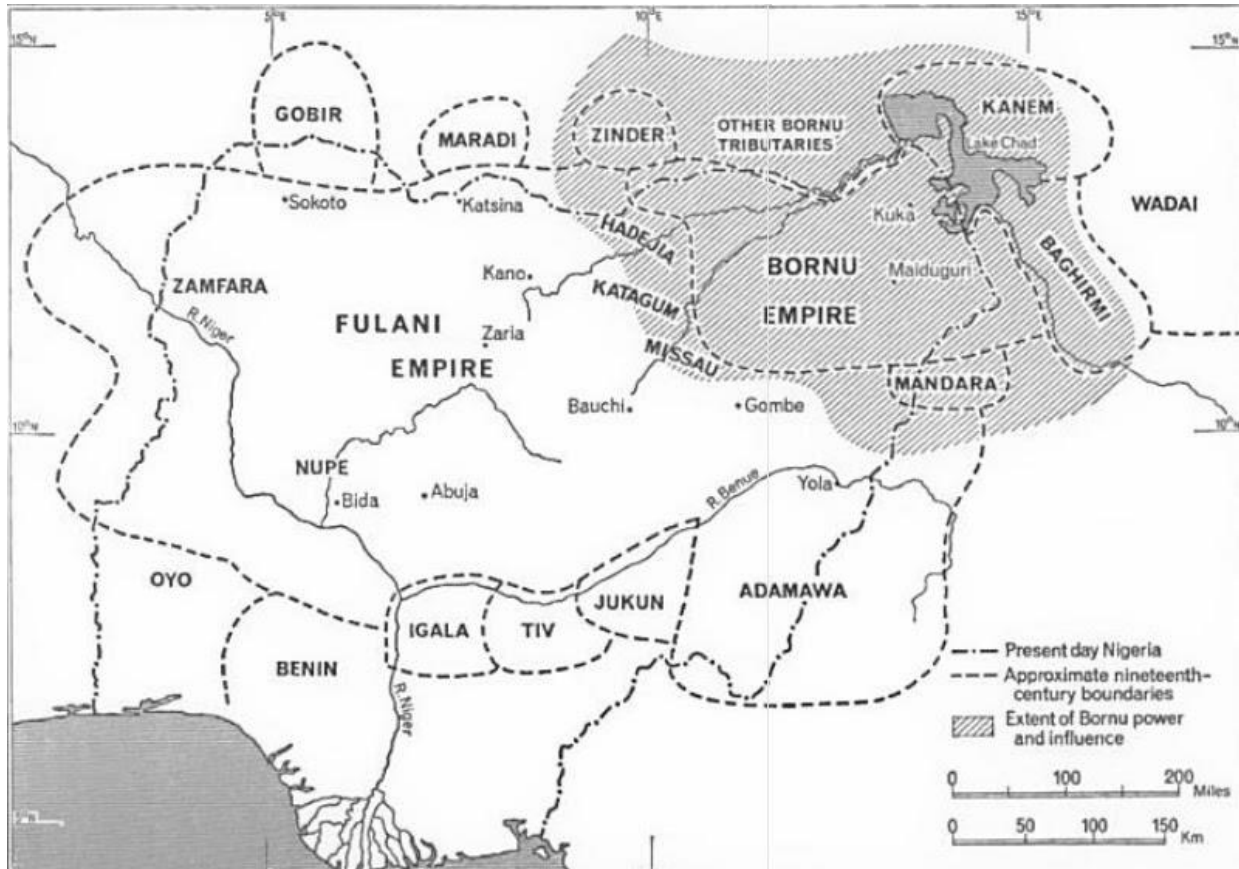 5°E
10°E
15°E
15°N
15°N
GOBIR
MARADI
ZINDER
OTHER BORNU
TRIBUTARIES
KANEM
Lake Chad
WADAI
Sokoto
Katsina
Kuka
HADEJIA
BORNU
EMPIRE
Maiduguri
BAGHIRMI
ZAMFARA
R. Niger
Kano
KATAGUM
FULANI
EMPIRE
Zaria
MISSAU
MANDARA
Bauchi
Gombe
10°N
10°N
NUPE
Bida
Abuja
R. Benue
Yola
OYO
BENIN
IGALA
TIV
JUKUN
ADAMAWA
R. Niger
Present day Nigeria
Approximate nineteenth-
century boundaries
Extent of Bornu power
and influence
0 100 200
Miles
0 50 100 150
Km
5°N
10°E